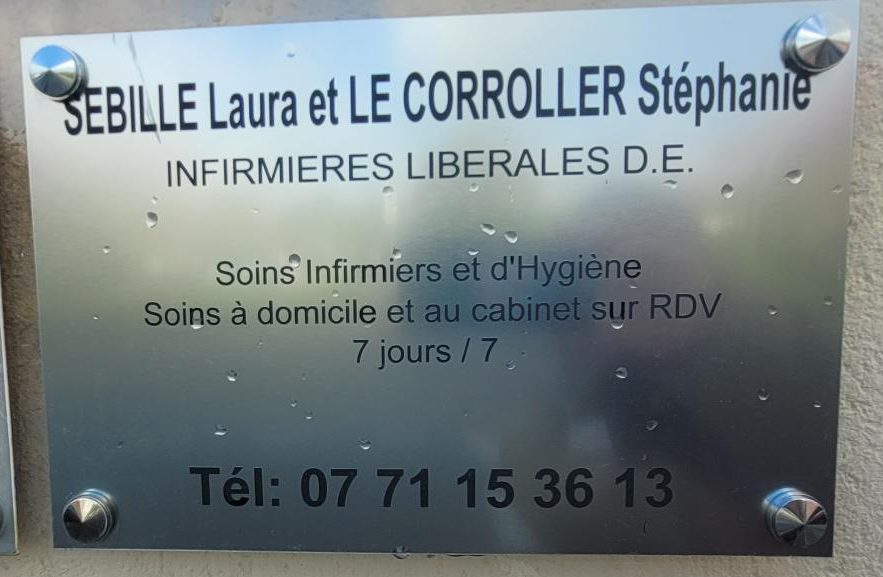 SEBILLE Laura et LE CORROLLER Stéphanie
INFIRMIERES LIBERALES D.E.
Soins Infirmiers et d'Hygiène
Soins à domicile et au cabinet sur RDV
7 jours / 7
Tél: 07 71 15 36 13